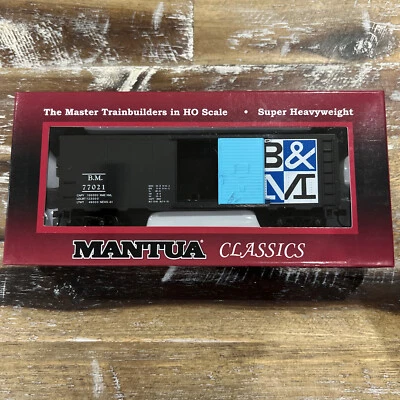 The Master Trainbuilders in HO Scale • Super Heavyweight
B.M.
77021
B&
M
MANTUA CLASSICS